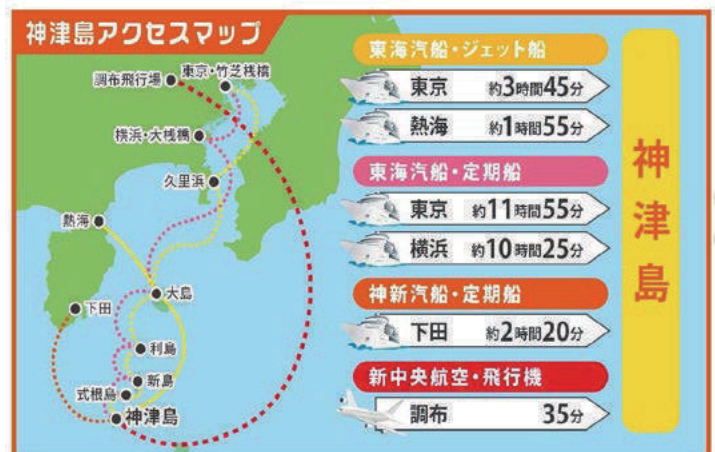 神津島アクセスマップ
調布飛行場
東京・竹芝桟橋
横浜・大桟橋
久里浜
熱海
大島
下田
利島
新島
式根島
神津島
東海汽船・ジェット船
東京 約3時間45分
熱海 約1時間55分
東海汽船・定期船
東京 約11時間55分
横浜 約10時間25分
神新汽船・定期船
下田 約2時間20分
新中央航空・飛行機
調布 35分
神津島